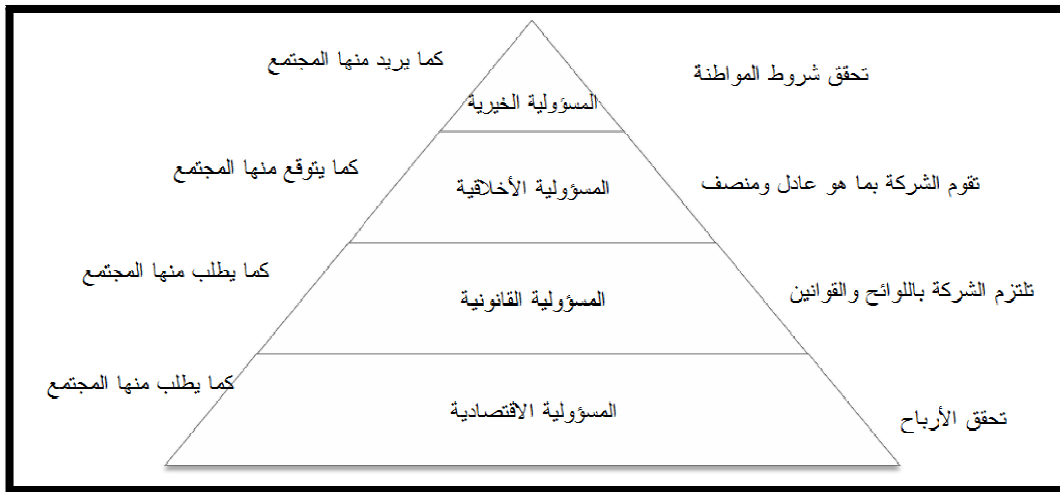 تحقق شروط المواطنة
كما يريد منها المجتمع
المسؤولية الخيرية
تقوم الشركة بما هو عادل ومنصف
المسؤولية الأخلاقية
كما يتوقع منها المجتمع
تلتزم الشركة باللوائح والقوانين
المسؤولية القانونية
كما يطلب منها المجتمع
تحقق الأرباح
المسؤولية الاقتصادية
كما يطلب منها المجتمع